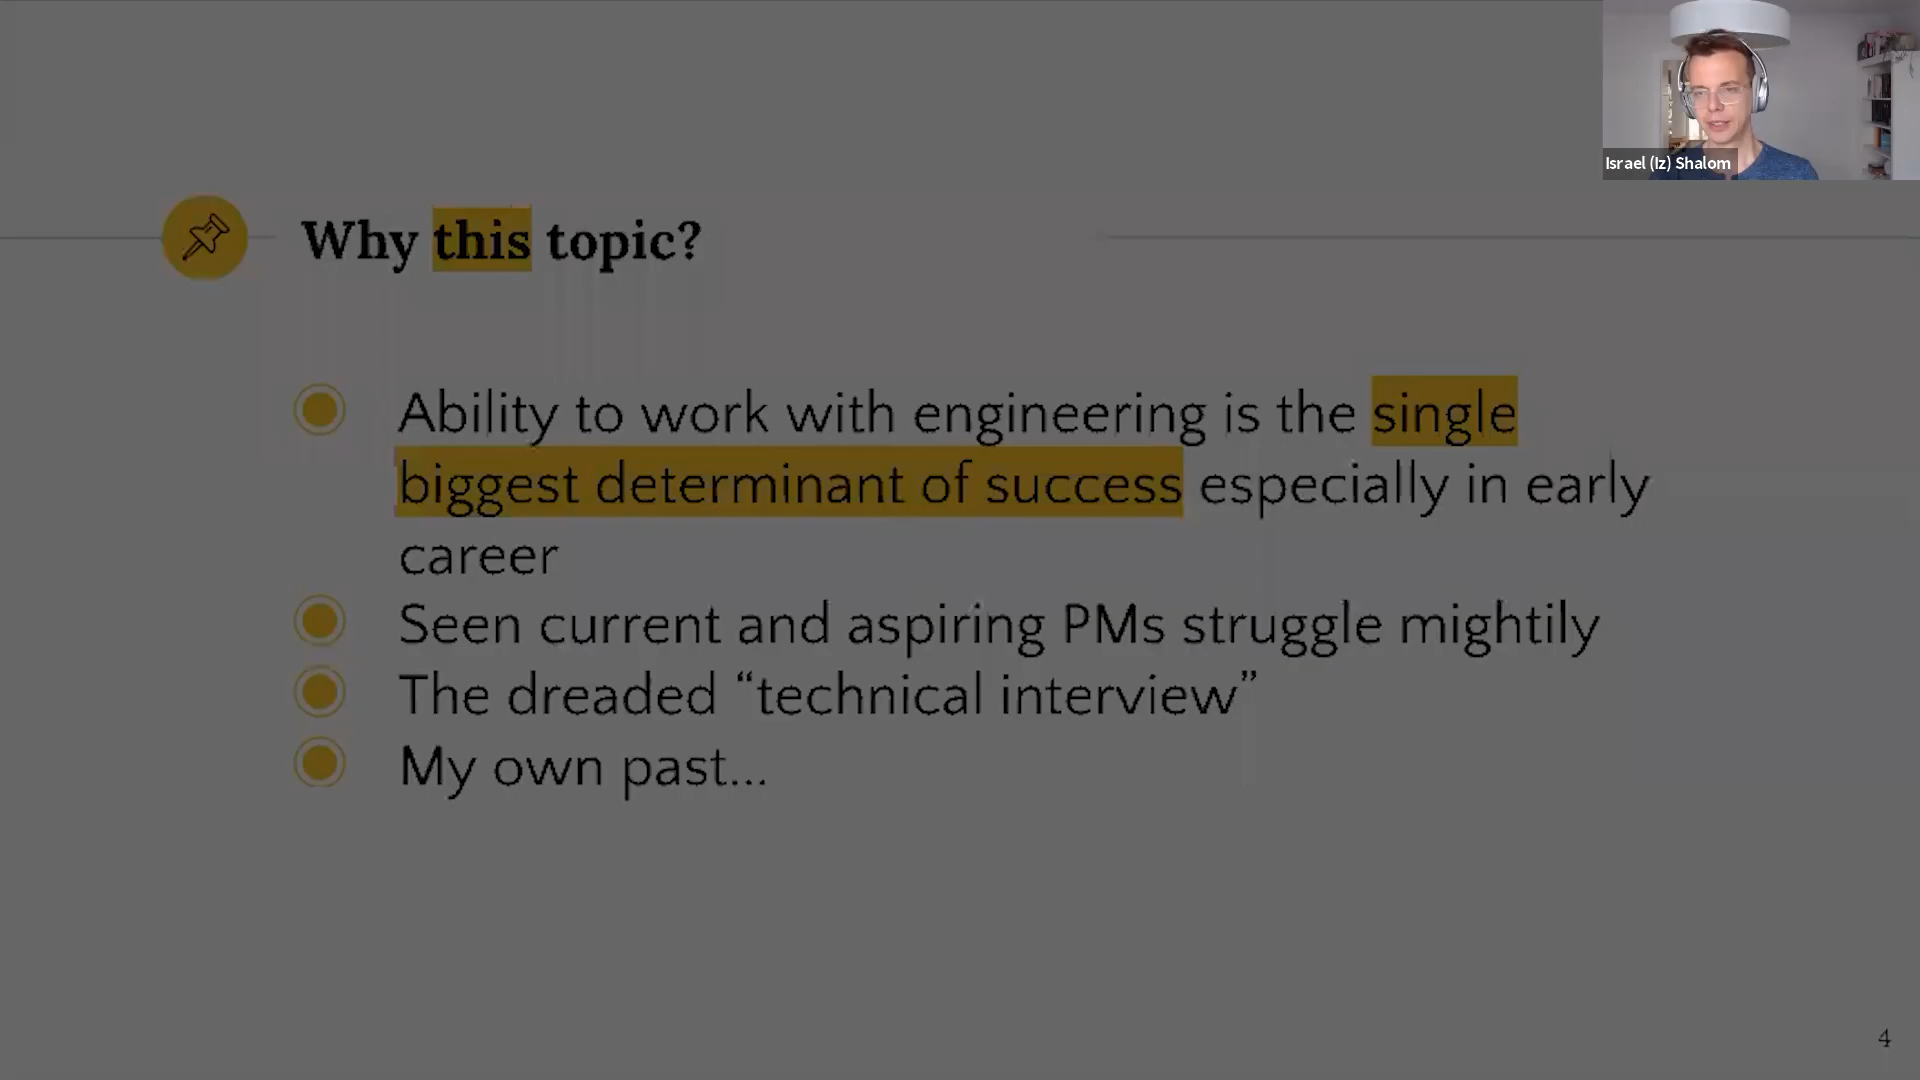 Israel (Iz) Shalom
Why this topic?
Ability to work with engineering is the single
biggest determinant of success especially in early
career
Seen current and aspiring PMs struggle mightily
The dreaded “technical interview”
My own past...
4